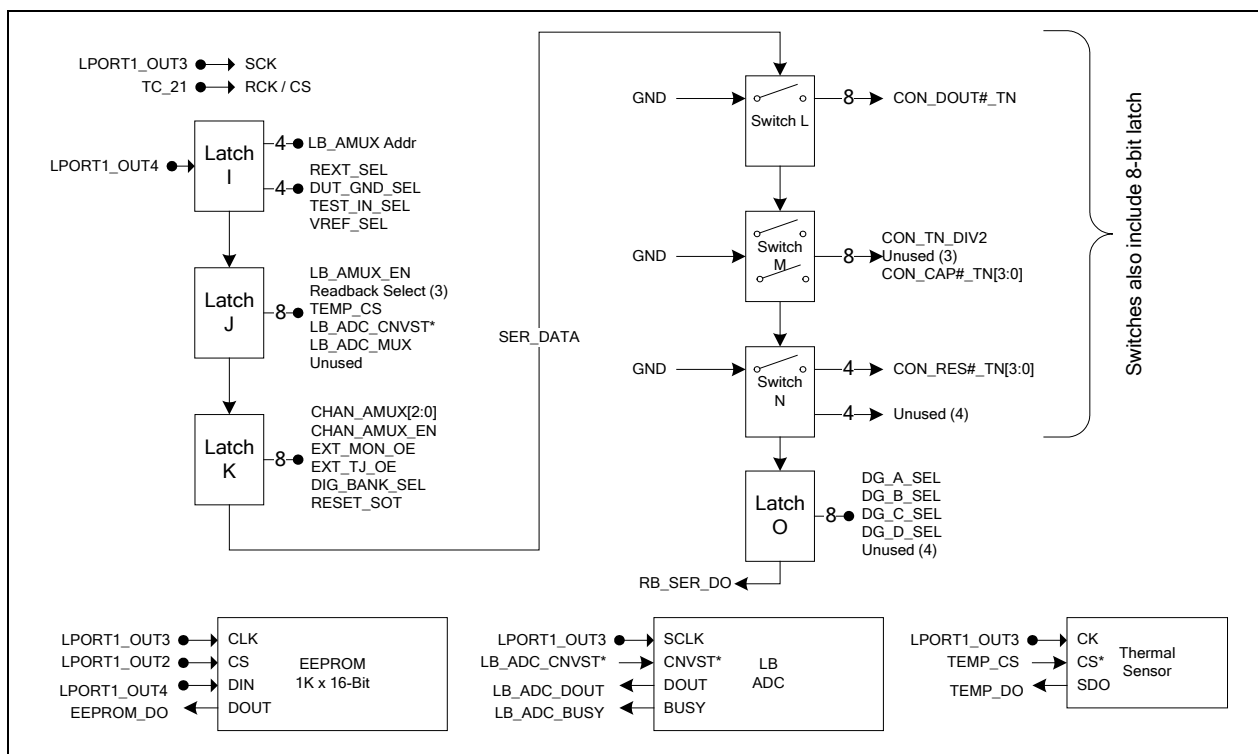 LPORT1_OUT3 SCK
TC_21 RCK / CS
LPORT1_OUT4
Latch
I
4 LB_AMUX Addr
4
REXT_SEL
DUT_GND_SEL
TEST_IN_SEL
VREF_SEL
Latch
J
8
LB_AMUX_EN
Readback Select (3)
TEMP_CS
LB_ADC_CNVST*
LB_ADC_MUX
Unused
Latch
K
8
CHAN_AMUX[2:0]
CHAN_AMUX_EN
EXT_MON_OE
EXT_TJ_OE
DIG_BANK_SEL
RESET_SOT
SER_DATA
GND
Switch L
8 CON_DOUT#_TN
GND
Switch
M
8
CON_TN_DIV2
Unused (3)
CON_CAP#_TN[3:0]
GND
Switch
N
4 CON_RES#_TN[3:0]
4 Unused (4)
Latch
O
8
DG_A_SEL
DG_B_SEL
DG_C_SEL
DG_D_SEL
Unused (4)
RB_SER_DO
Switches also include 8-bit latch
LPORT1_OUT3 CLK
LPORT1_OUT2 CS
LPORT1_OUT4 DIN
EEPROM_DO DOUT
EEPROM
1K x 16-Bit
LPORT1_OUT3 SCLK
LB_ADC_CNVST* CNVST*
LB_ADC_DOUT DOUT
LB_ADC_BUSY BUSY
LB
ADC
LPORT1_OUT3 CK
TEMP_CS CS*
TEMP_DO SDO
Thermal
Sensor